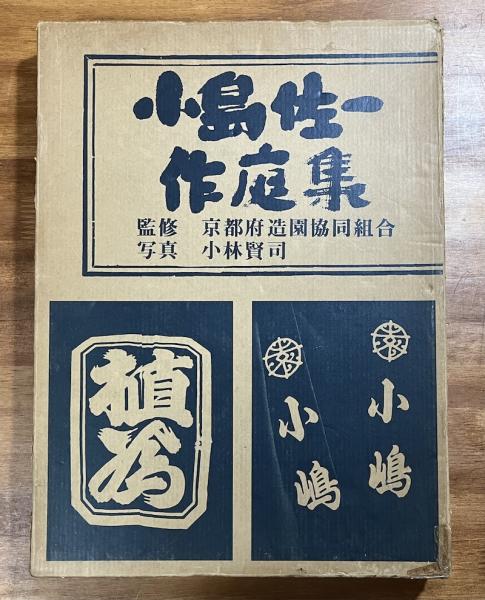 小島佐一
作庭集
監修　京都府造園協同組合
写真　小林賢司
植為
小嶋
小嶋